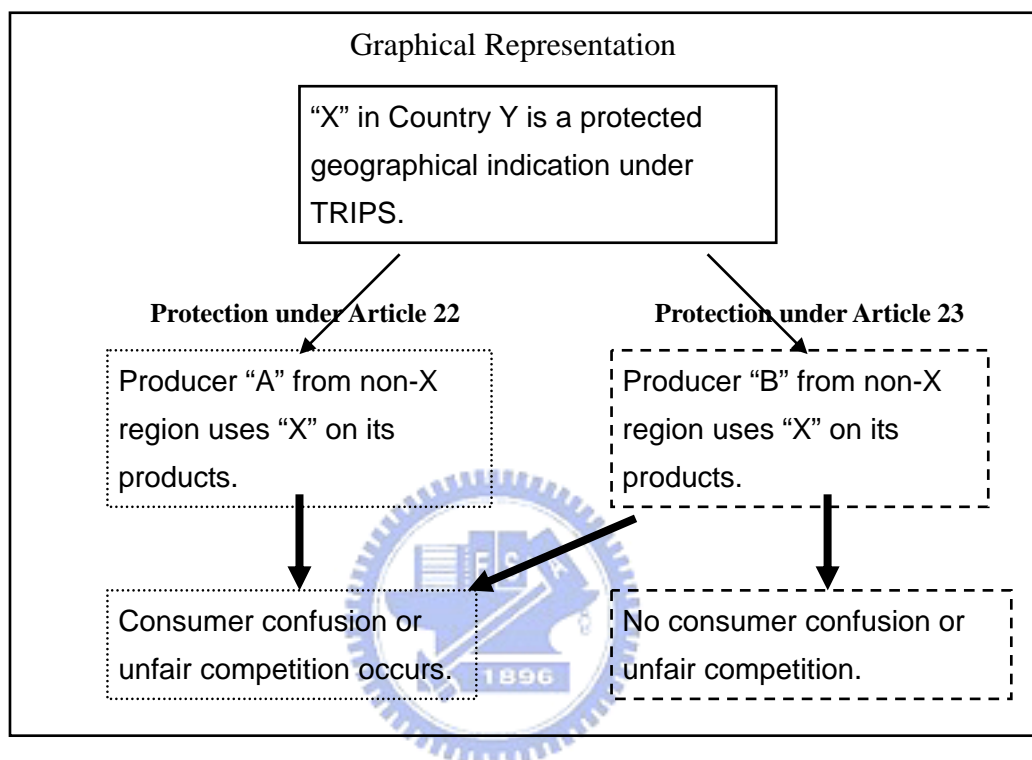 Graphical Representation
“X” in Country Y is a protected
geographical indication under
TRIPS.
Protection under Article 22
Protection under Article 23
Producer “A” from non-X
region uses “X” on its
products.
Producer “B” from non-X
region uses “X” on its
products.
Consumer confusion or
unfair competition occurs.
No consumer confusion or
unfair competition.
E S
1896